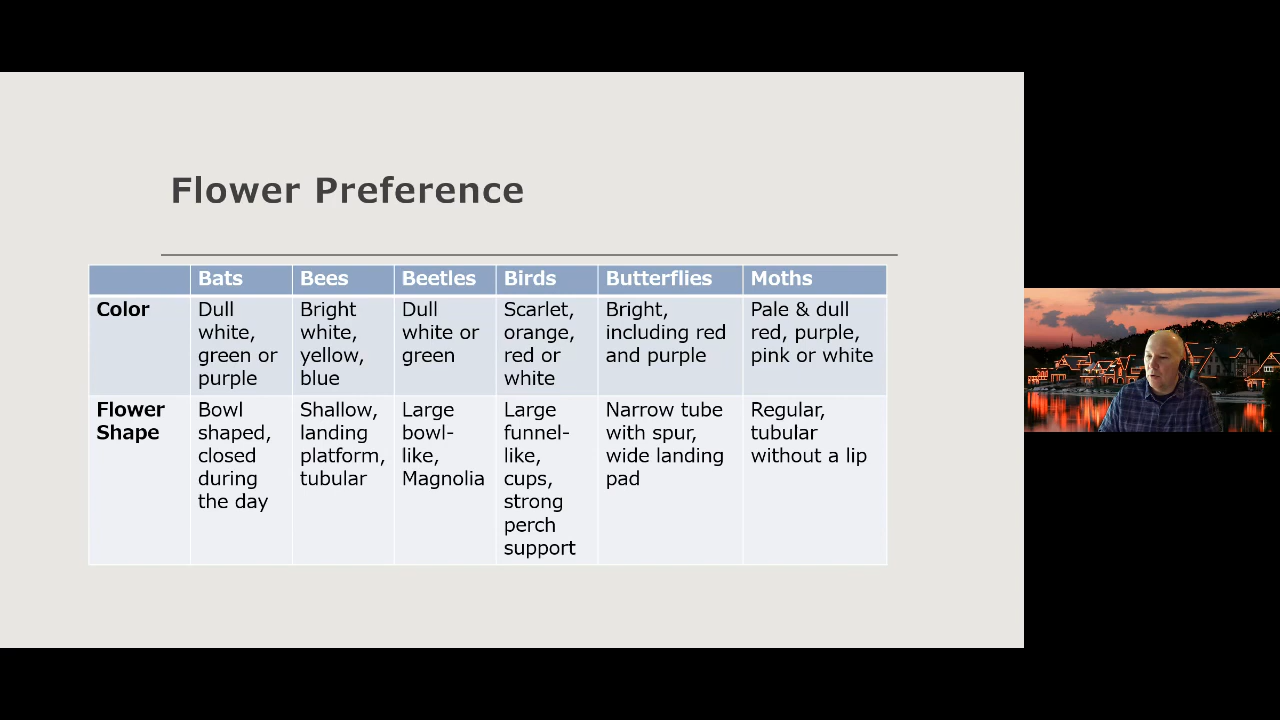 Flower Preference
Bats
Bees
Beetles
Birds
Butterflies
Moths
Color
Dull
white,
green or
purple
Bright
white,
yellow,
blue
Dull
white or
green
Scarlet,
orange,
red or
white
Bright,
including red
and purple
Pale & dull
red, purple,
pink or white
Flower
Shape
Bowl
shaped,
closed
during
the day
Shallow,
landing
platform,
tubular
Large
bowl-
like,
Magnolia
Large
funnel-
like,
cups,
strong
perch
support
Narrow tube
with spur,
wide landing
pad
Regular,
tubular
without a lip